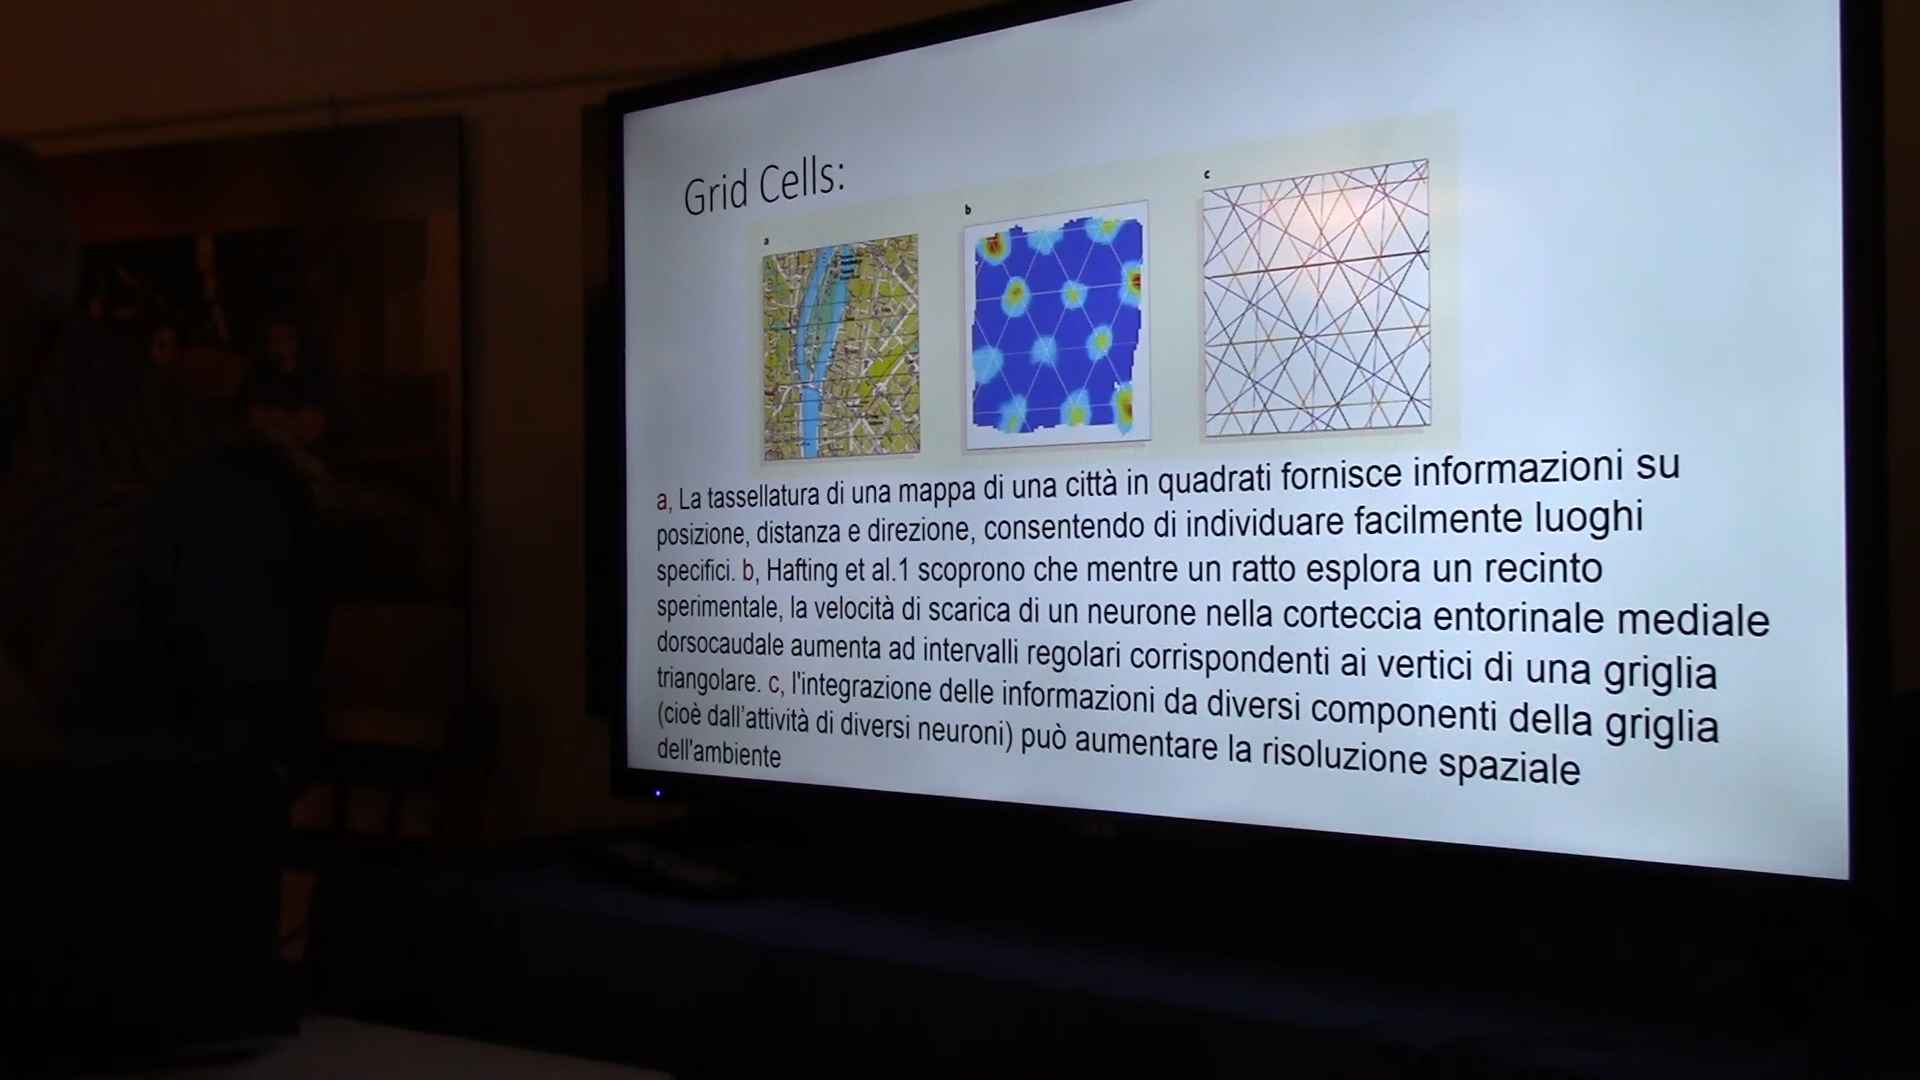 Grid Cells:
a
b
c
a, La tassellatura di una mappa di una città in quadrati fornisce informazioni su
posizione, distanza e direzione, consentendo di individuare facilmente luoghi
specifici. b, Hafting et al.1 scoprono che mentre un ratto esplora un recinto
sperimentale, la velocità di scarica di un neurone nella corteccia entorinale mediale
dorsocaudale aumenta ad intervalli regolari corrispondenti ai vertici di una griglia
triangolare. c, l'integrazione delle informazioni da diversi componenti della griglia
(cioè dall'attività di diversi neuroni) può aumentare la risoluzione spaziale
dell'ambiente